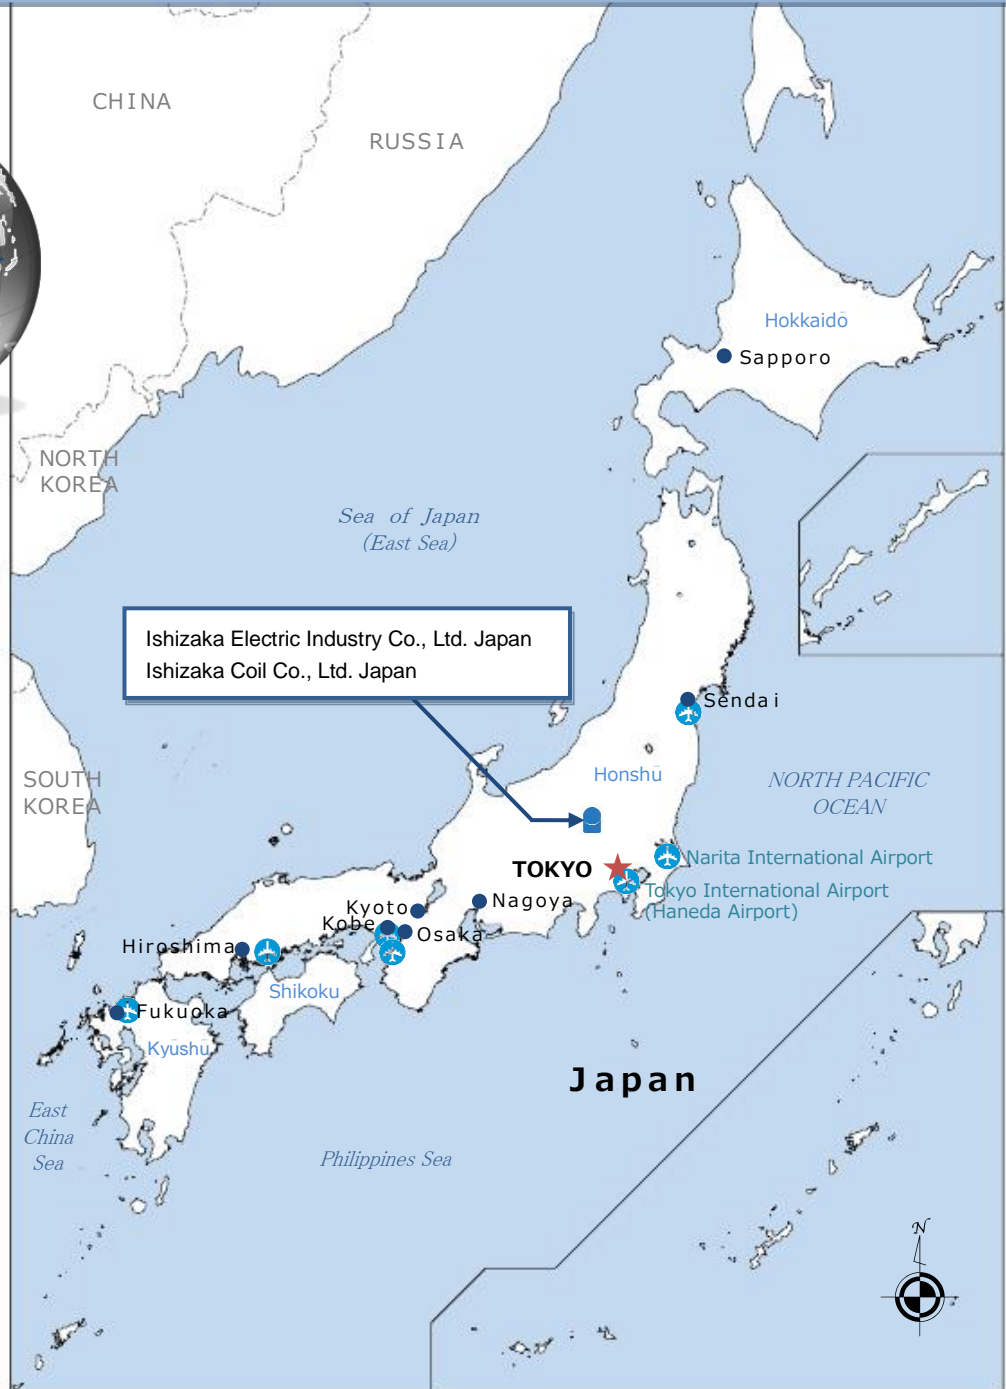 CHINA
RUSSIA
Hokkaidō
Sapporo
NORTH
KOREA
Sea of Japan
(East Sea)
Ishizaka Electric Industry Co., Ltd. Japan
Ishizaka Coil Co., Ltd. Japan
Sendai
SOUTH
KOREA
Honshū
NORTH PACIFIC
OCEAN
TOKYO
Narita International Airport
Tokyo International Airport
(Haneda Airport)
Nagoya
Kyoto
Kobe
Osaka
Hiroshima
Shikoku
Fukuoka
Kyushu
Japan
East
China
Sea
Philippines Sea
N